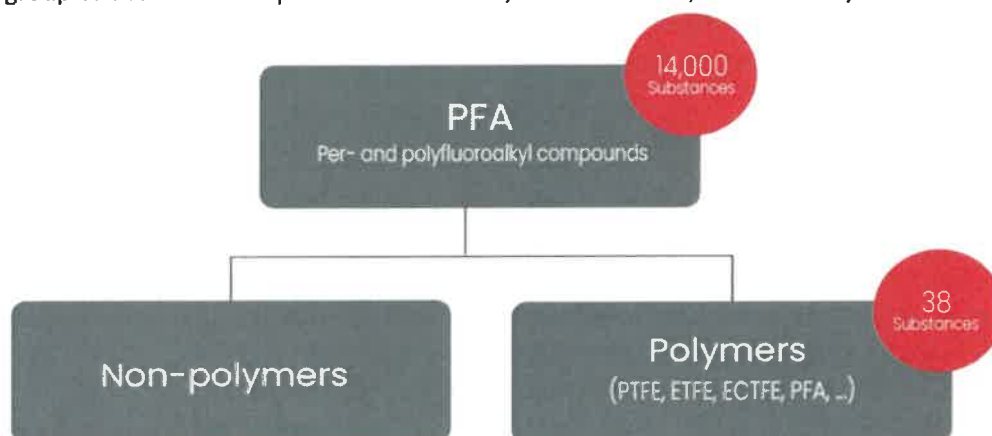 14,000
Substances
PFA
Per- and polyfluoroalkyl compounds
38
Substances
Non-polymers
Polymers
(PTFE, ETFE, ECTFE, PFA, ...)